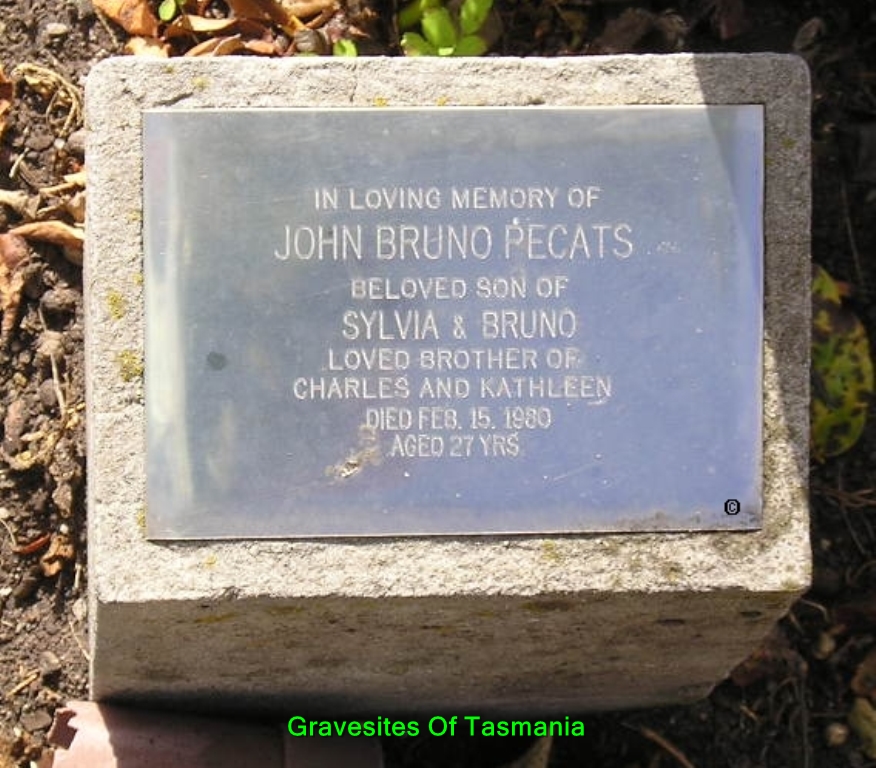 IN LOVING MEMORY OF
JOHN BRUNO PECATS
BELOVED SON OF
SYLVIA & BRUNO
LOVED BROTHER OF
CHARLES AND KATHLEEN
DIED FEB. 15. 1980
AGED 27 YRS
©
Gravesites Of Tasmania